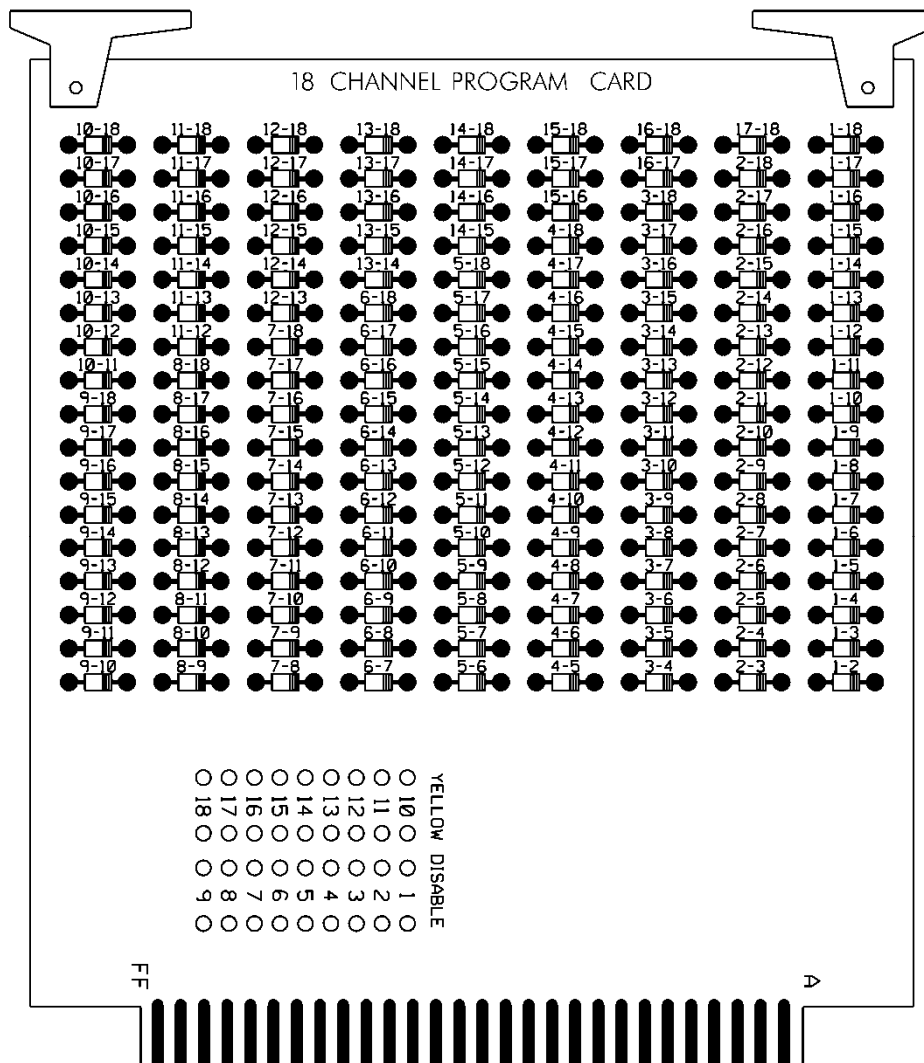 18 CHANNEL PROGRAM CARD
10-18 11-18 12-18 13-18 14-18 15-18 16-18 17-18 1-18
10-17 11-17 12-17 13-17 14-17 15-17 16-17 2-18 1-17
10-16 11-16 12-16 13-16 14-16 15-16 3-18 2-17 1-16
10-15 11-15 12-15 13-15 14-15 4-18 3-17 2-16 1-15
10-14 11-14 12-14 13-14 5-18 4-17 3-16 2-15 1-14
10-13 11-13 12-13 6-18 5-17 4-16 3-15 2-14 1-13
10-12 11-12 7-18 6-17 5-16 4-15 3-14 2-13 1-12
10-11 8-18 7-17 6-16 5-15 4-14 3-13 2-12 1-11
9-18 8-17 7-16 6-15 5-14 4-13 3-12 2-11 1-10
9-17 8-16 7-15 6-14 5-13 4-12 3-11 2-10 1-9
9-16 8-15 7-14 6-13 5-12 4-11 3-10 2-9 1-8
9-15 8-14 7-13 6-12 5-11 4-10 3-9 2-8 1-7
9-14 8-13 7-12 6-11 5-10 4-9 3-8 2-7 1-6
9-13 8-12 7-11 6-10 5-9 4-8 3-7 2-6 1-5
9-12 8-11 7-10 6-9 5-8 4-7 3-6 2-5 1-4
9-11 8-10 7-9 6-8 5-7 4-6 3-5 2-4 1-3
9-10 8-9 7-8 6-7 5-6 4-5 3-4 2-3 1-2
YELLOW DISABLE
10 1
11 2
12 3
13 4
14 5
15 6
16 7
17 8
18 9
FF A